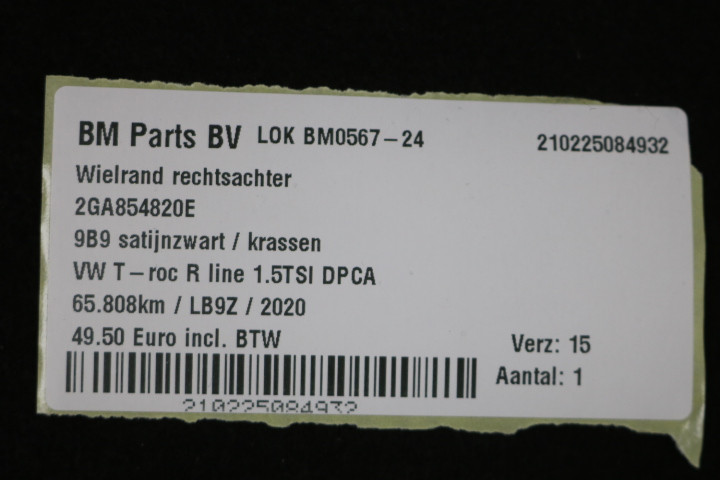 BM Parts BV LOK BM0567-24 210225084932
Wielrand rechtsachter
2GA854820E
9B9 satijnzwart / krassen
VW T-roc R line 1.5TSI DPCA
65.808km / LB9Z / 2020
49.50 Euro incl. BTW Verz: 15
Aantal: 1
210225084932